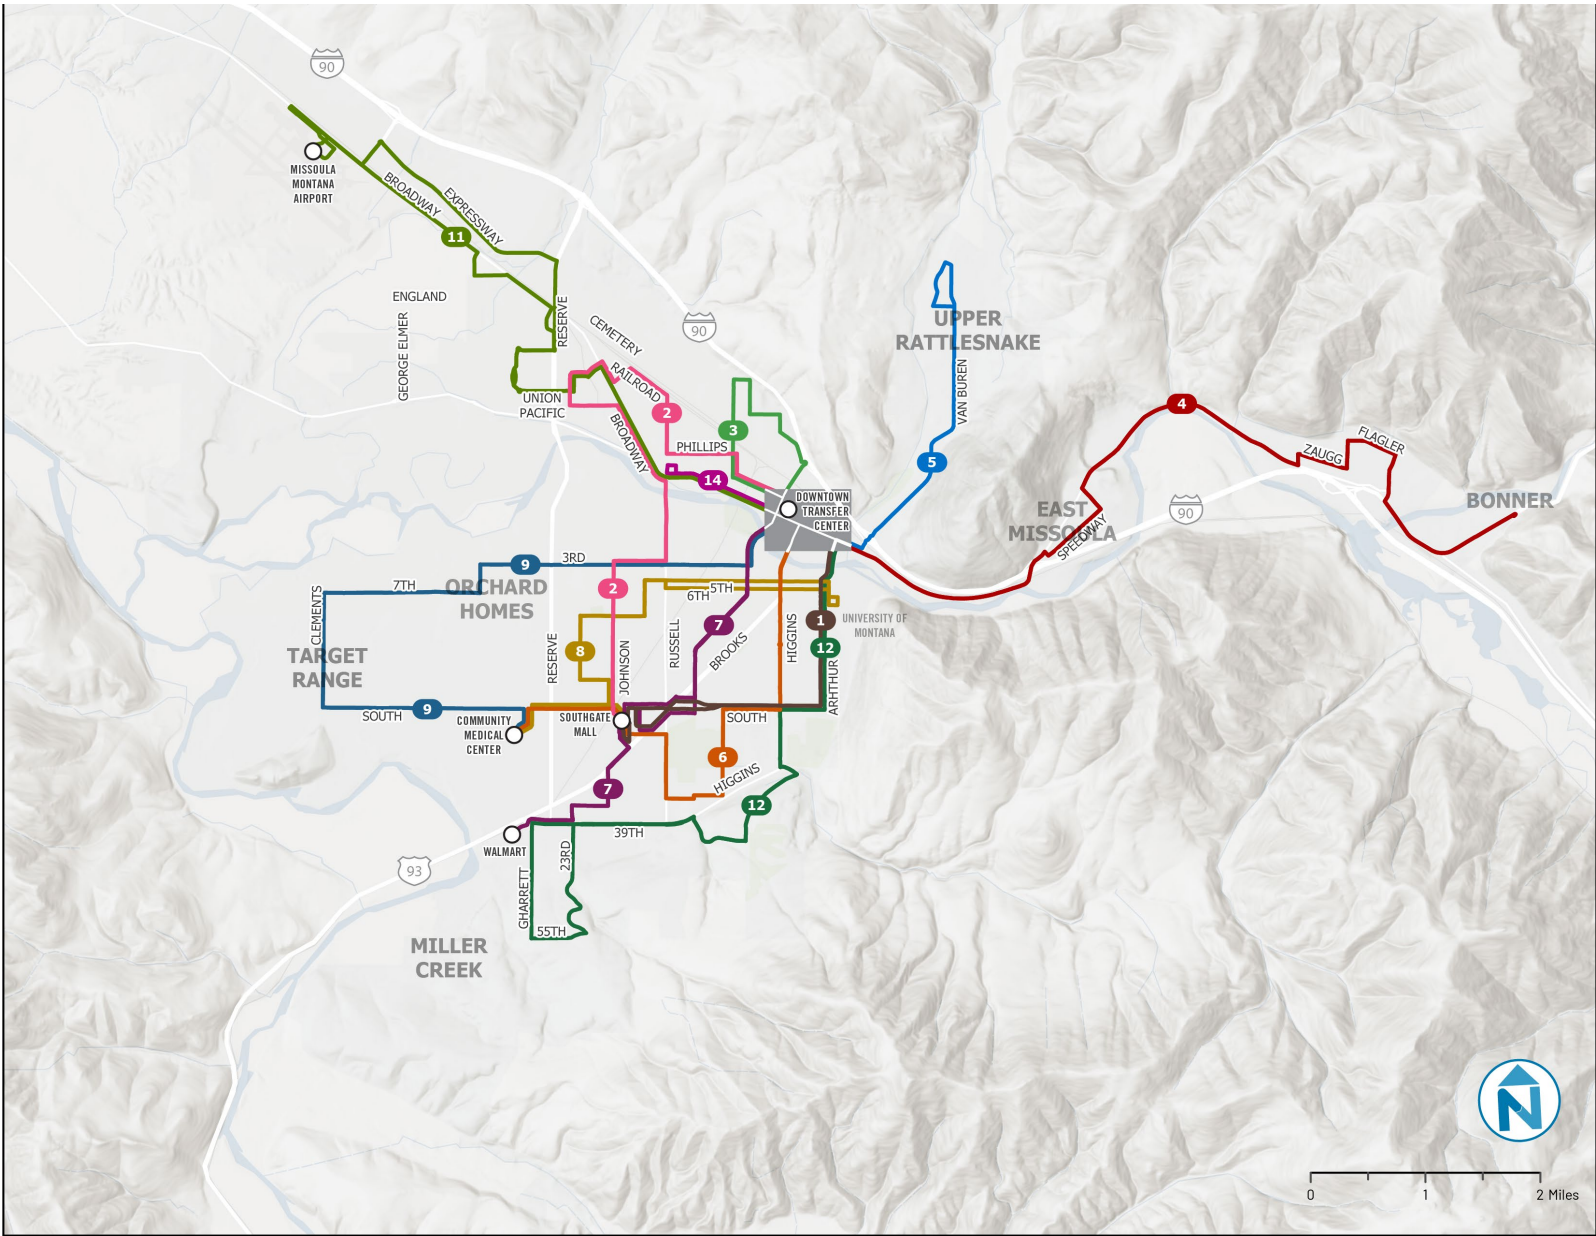 90
MISSOULA
MONTANA
AIRPORT
BROADWAY
EXPRESSWAY
11
ENGLAND
GEORGE ELMER
RESERVE
CEMETERY
90
RAILROAD
UNION
PACIFIC
BROADWAY
2
3
PHILLIPS
14
UPPER
RATTLESNAKE
VAN BUREN
5
4
FLAGLER
ZAUGG
BONNER
90
EAST
MISSOULA
SPEEDWAY
DOWNTOWN
TRANSFER
CENTER
9
3RD
7TH
ORCHARD
HOMES
2
5TH
6TH
CLEMENTS
TARGET
RANGE
RESERVE
8
JOHNSON
RUSSELL
7
BROOKS
HIGGINS
1
12
UNIVERSITY OF
MONTANA
ARHTHUR
SOUTH
9
COMMUNITY
MEDICAL
CENTER
SOUTHGATE
MALL
SOUTH
6
HIGGINS
7
12
39TH
WALMART
23RD
93
GHARRETT
55TH
MILLER
CREEK
N
0
1
2 Miles